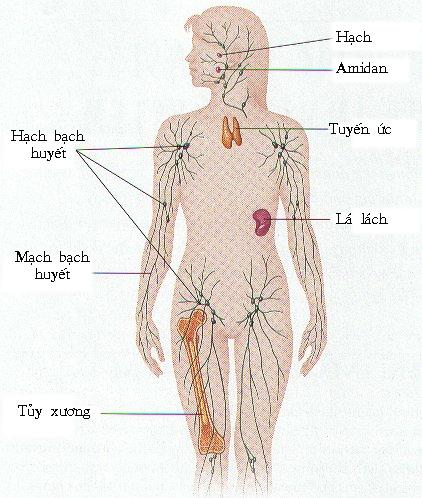 Hạch
Amidan
Tuyến ức
Hạch bạch
huyết
Lá lách
Mạch bạch
huyết
Tủy xương